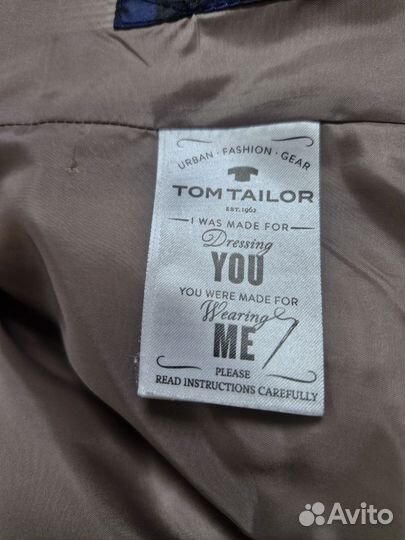 URBAN · FASHION · GEAR
TOM TAILOR
EST. 1962
I WAS MADE FOR
Dressing
YOU
YOU WERE MADE FOR
Wearing
ME
PLEASE
READ INSTRUCTIONS CAREFULLY
Avito